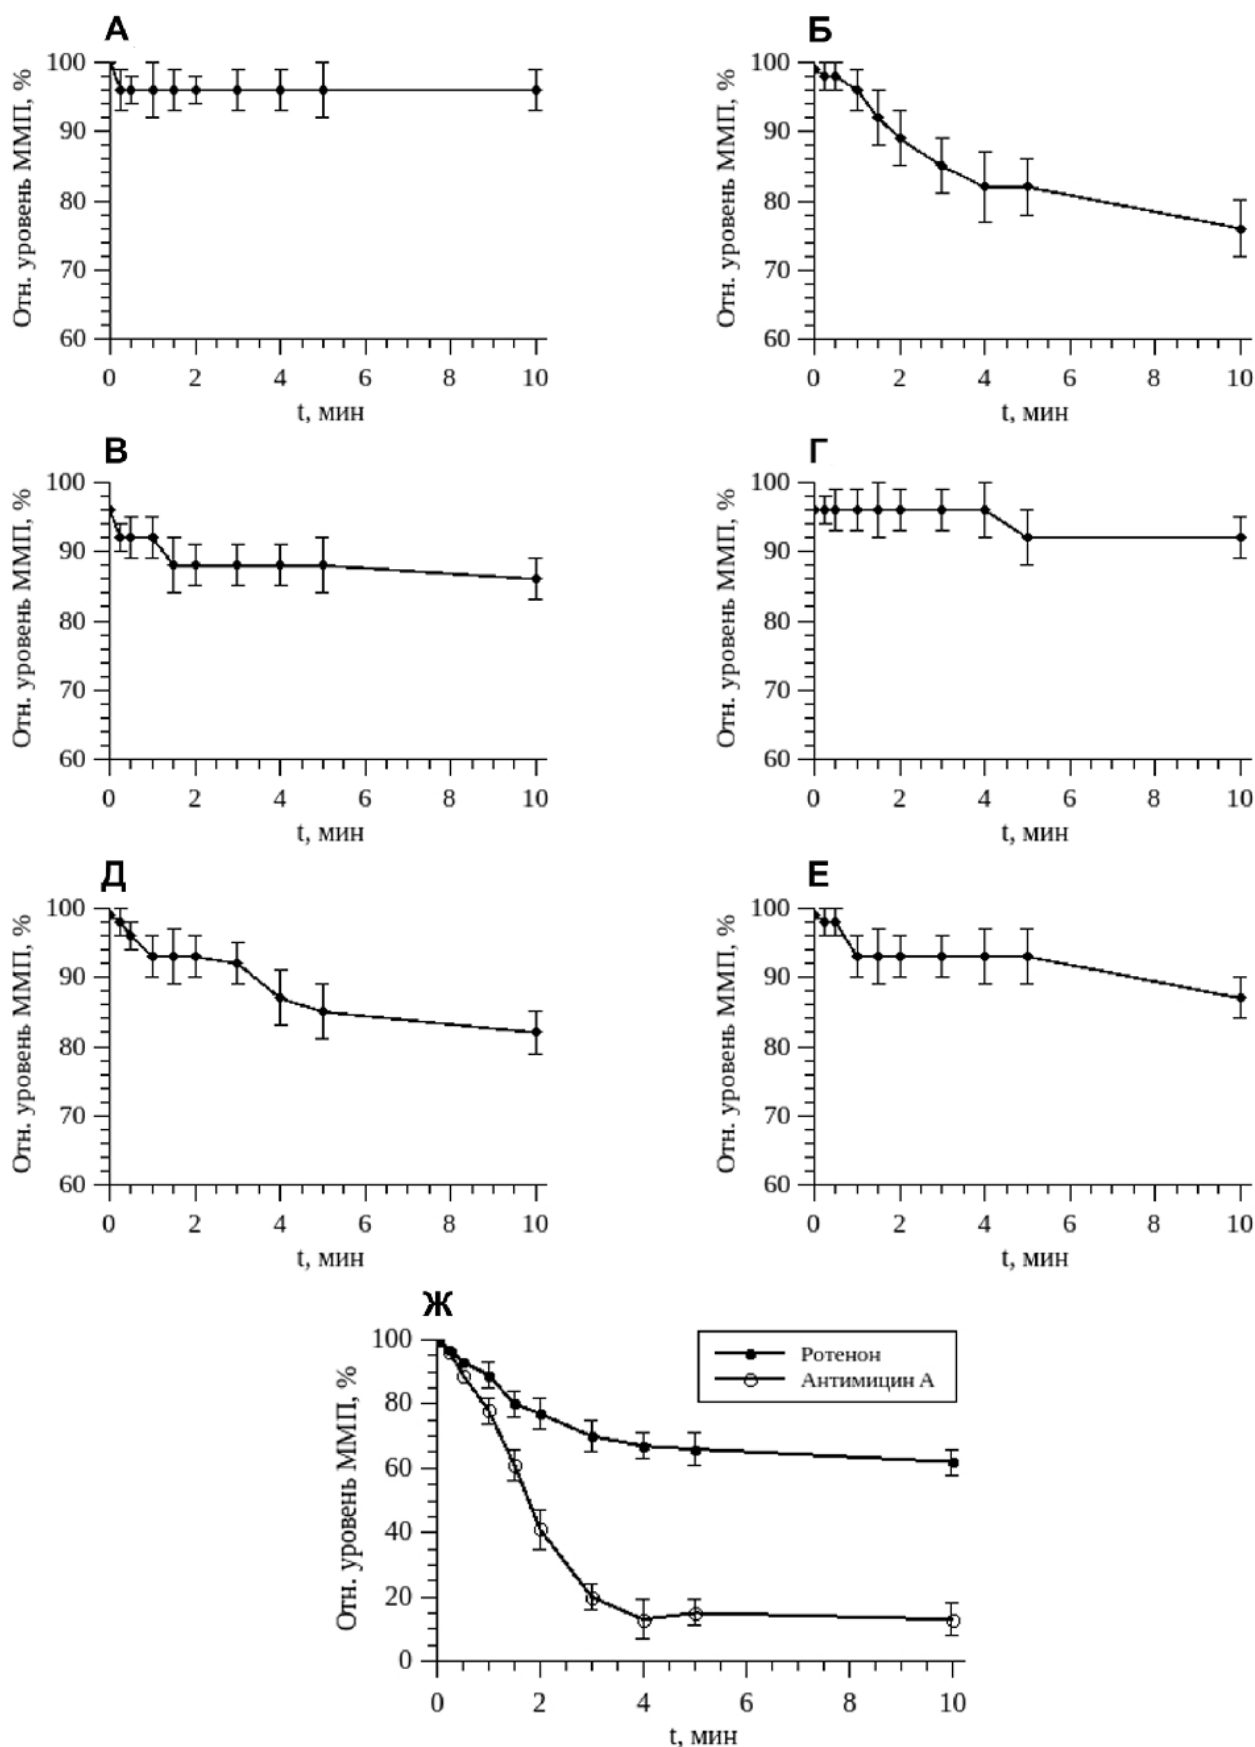 А
Отн. уровень ММП, %
100
90
80
70
60
0 2 4 6 8 10
t, мин
Б
Отн. уровень ММП, %
100
90
80
70
60
0 2 4 6 8 10
t, мин
В
Отн. уровень ММП, %
100
90
80
70
60
0 2 4 6 8 10
t, мин
Г
Отн. уровень ММП, %
100
90
80
70
60
0 2 4 6 8 10
t, мин
Д
Отн. уровень ММП, %
100
90
80
70
60
0 2 4 6 8 10
t, мин
Е
Отн. уровень ММП, %
100
90
80
70
60
0 2 4 6 8 10
t, мин
Ж
Отн. уровень ММП, %
100
80
60
40
20
0
0 2 4 6 8 10
t, мин
Ротенон
Антимицин А